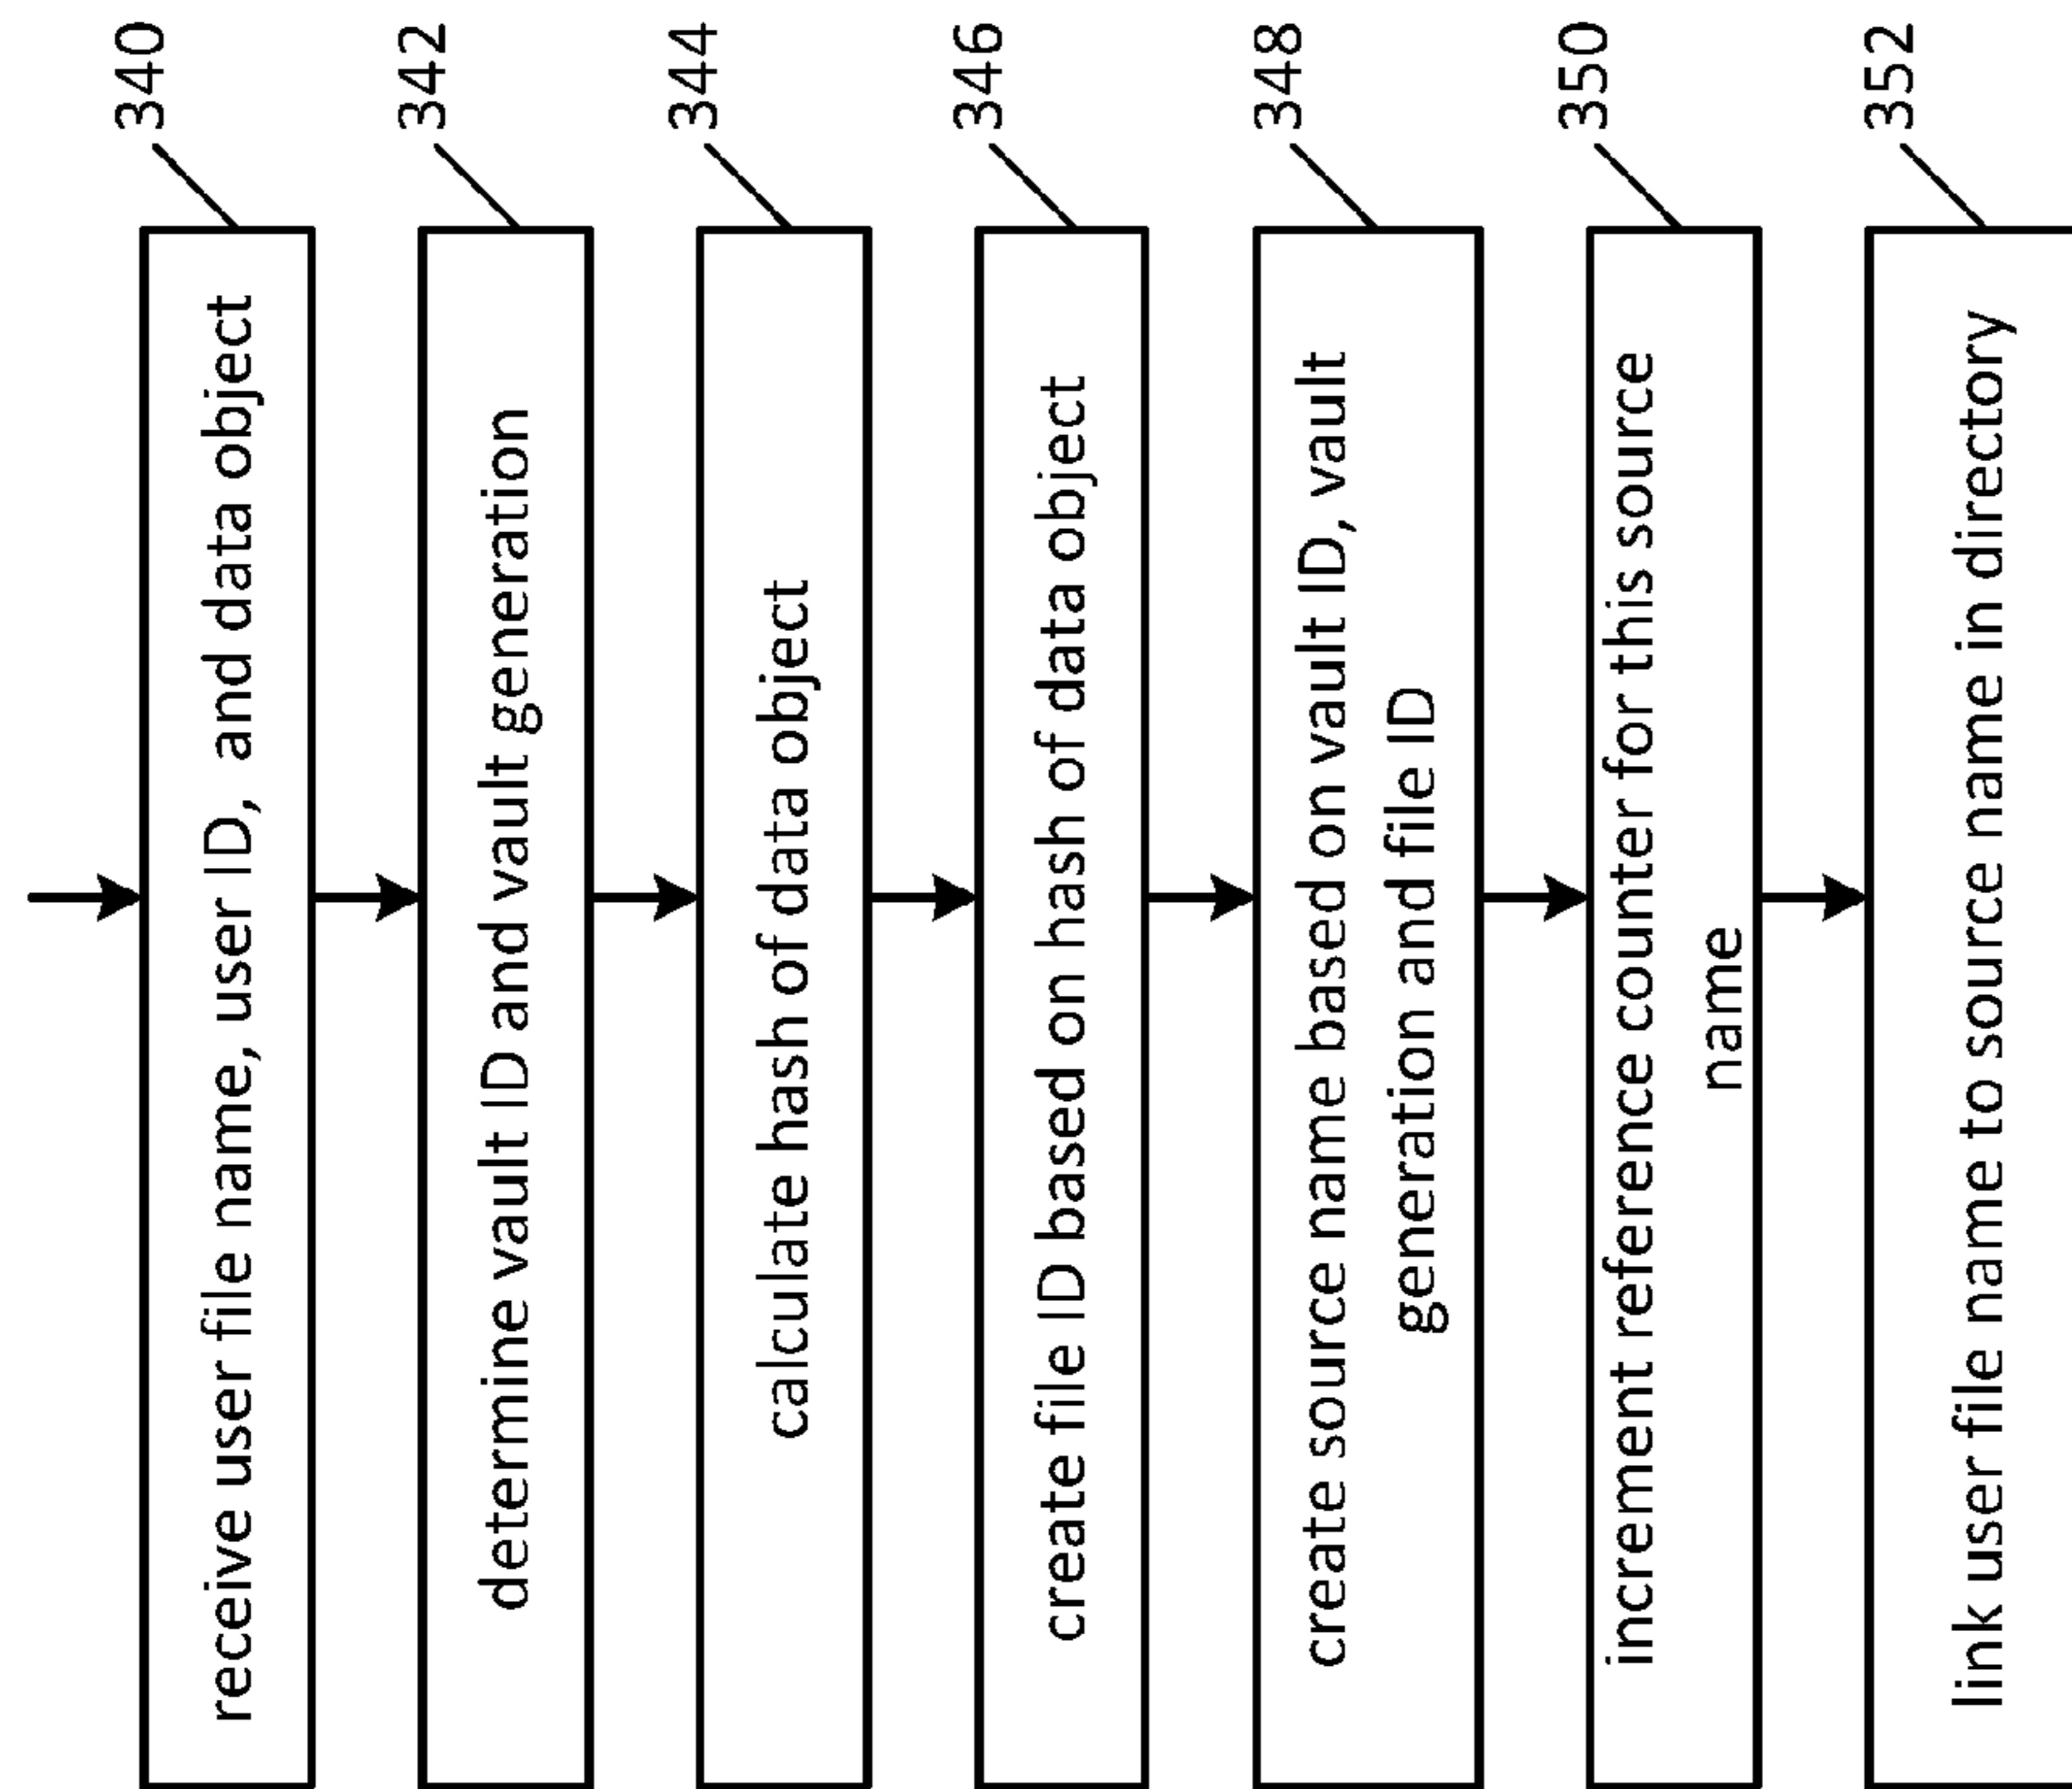 340
receive user file name, user ID, and data object
342
determine vault ID and vault generation
344
calculate hash of data object
346
create file ID based on hash of data object
348
create source name based on vault ID, vault
generation and file ID
350
increment reference counter for this source
name
352
link user file name to source name in directory